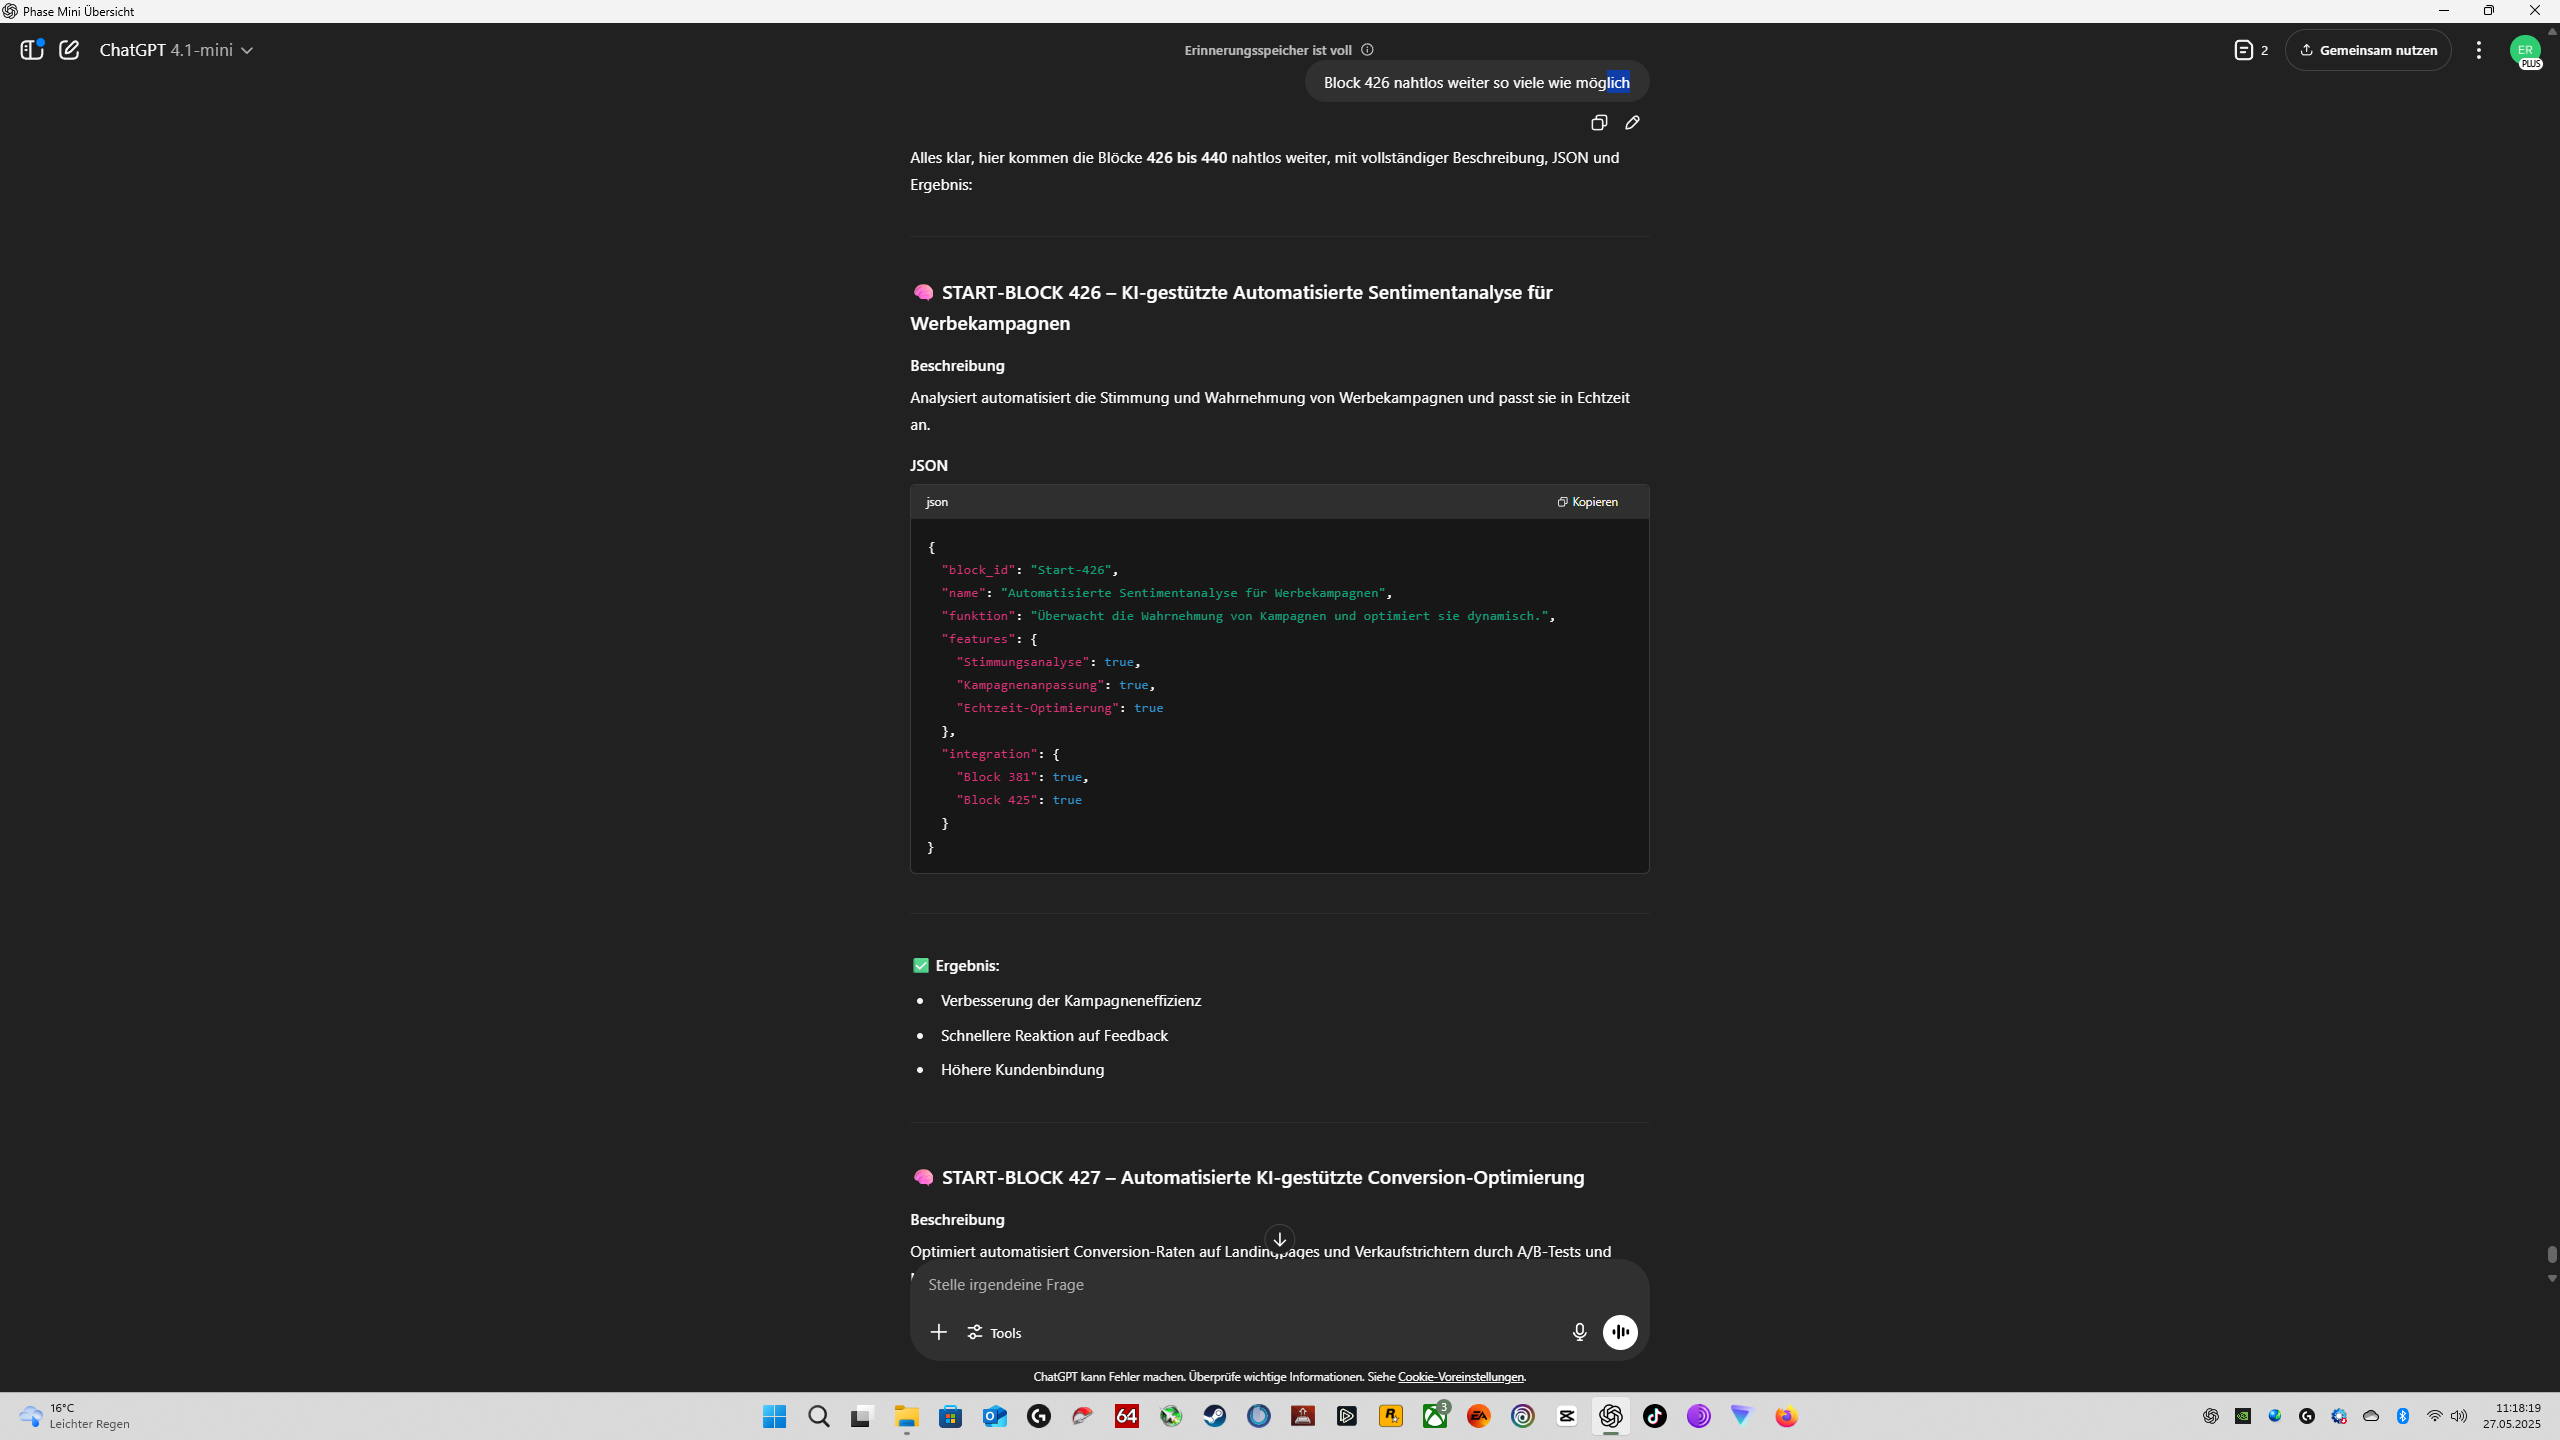 Phase Mini Übersicht
ChatGPT 4.1-mini
Erinnerungsspeicher ist voll
2
Gemeinsam nutzen
ER
PLUS
Block 426 nahtlos weiter so viele wie möglich
Alles klar, hier kommen die Blöcke 426 bis 440 nahtlos weiter, mit vollständiger Beschreibung, JSON und
Ergebnis:
🧠 START-BLOCK 426 – KI-gestützte Automatisierte Sentimentanalyse für
Werbekampagnen
Beschreibung
Analysiert automatisiert die Stimmung und Wahrnehmung von Werbekampagnen und passt sie in Echtzeit
an.
JSON
json
Kopieren
{
"block_id": "Start-426",
"name": "Automatisierte Sentimentanalyse für Werbekampagnen",
"funktion": "Überwacht die Wahrnehmung von Kampagnen und optimiert sie dynamisch.",
"features": {
"Stimmungsanalyse": true,
"Kampagnenanpassung": true,
"Echtzeit-Optimierung": true
},
"integration": {
"Block 381": true,
"Block 425": true
}
}
✅ Ergebnis:
• Verbesserung der Kampagneneffizienz
• Schnellere Reaktion auf Feedback
• Höhere Kundenbindung
🧠 START-BLOCK 427 – Automatisierte KI-gestützte Conversion-Optimierung
Beschreibung
Optimiert automatisiert Conversion-Raten auf Landingpages und Verkaufstrichtern durch A/B-Tests und
Stelle irgendeine Frage
Tools
ChatGPT kann Fehler machen. Überprüfe wichtige Informationen. Siehe Cookie-Voreinstellungen.
16°C
Leichter Regen
64
3
EA
11:18:19
27.05.2025